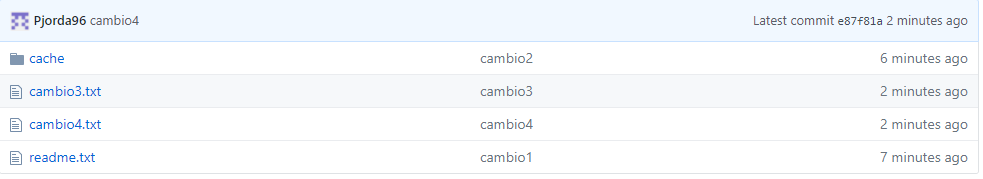 Pjorda96 cambio4 Latest commit e87f81a 2 minutes ago
cache cambio2 6 minutes ago
cambio3.txt cambio3 2 minutes ago
cambio4.txt cambio4 2 minutes ago
readme.txt cambio1 7 minutes ago